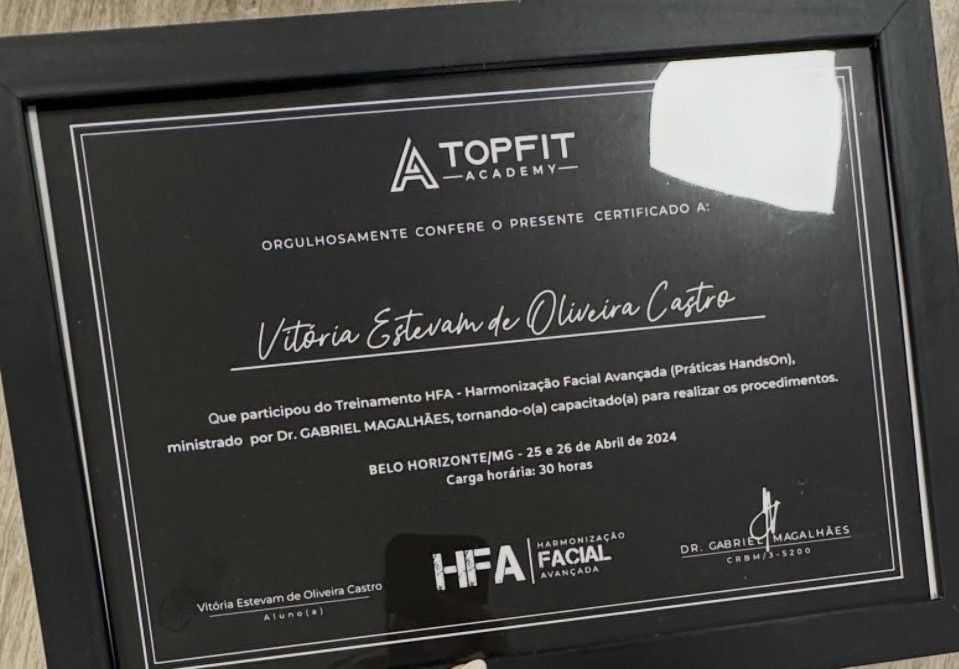 TOPFIT
ACADEMY
ORGULHOSAMENTE CONFERE O PRESENTE CERTIFICADO A:
Vitória Estevam de Oliveira Castro
Que participou do Treinamento HFA - Harmonização Facial Avançada (Práticas HandsOn),
ministrado por Dr. GABRIEL MAGALHÃES, tornando-o(a) capacitado(a) para realizar os procedimentos.
BELO HORIZONTE/MG - 25 e 26 de Abril de 2024
Carga horária: 30 horas
Vitória Estevam de Oliveira Castro
Aluno(a)
HFA
HARMONIZAÇÃO
FACIAL
AVANÇADA
DR. GABRIEL MAGALHÃES
CRBM/3-5200